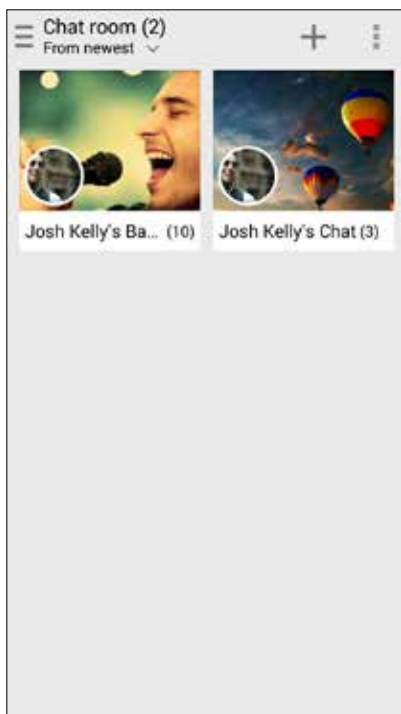 Chat room (2)
From newest
Josh Kelly's Ba... (10)
Josh Kelly's Chat (3)